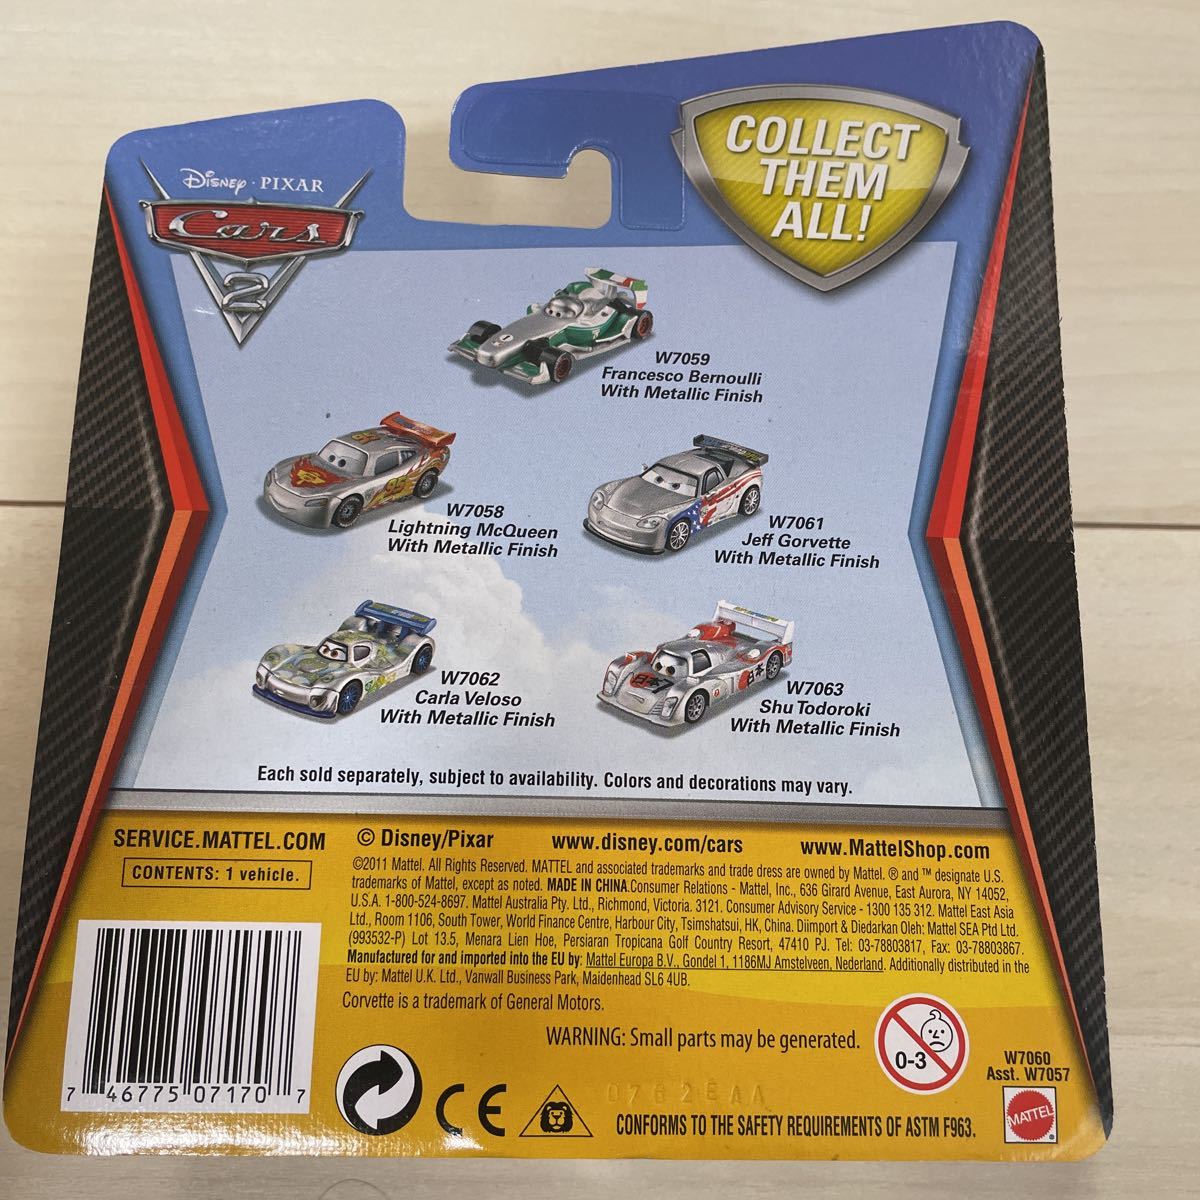 Disney · PIXAR
Cars
2
COLLECT
THEM
ALL!
W7059
Francesco Bernoulli
With Metallic Finish
W7058
Lightning McQueen
With Metallic Finish
W7061
Jeff Gorvette
With Metallic Finish
W7062
Carla Veloso
With Metallic Finish
W7063
Shu Todoroki
With Metallic Finish
95
日本
日本
Each sold separately, subject to availability. Colors and decorations may vary.
SERVICE.MATTEL.COM
© Disney/Pixar
www.disney.com/cars
www.MattelShop.com
CONTENTS: 1 vehicle.
©2011 Mattel. All Rights Reserved. MATTEL and associated trademarks and trade dress are owned by Mattel. ® and ™ designate U.S.
trademarks of Mattel, except as noted. MADE IN CHINA.Consumer Relations - Mattel, Inc., 636 Girard Avenue, East Aurora, NY 14052,
U.S.A. 1-800-524-8697. Mattel Australia Pty. Ltd., Richmond, Victoria. 3121. Consumer Advisory Service - 1300 135 312. Mattel East Asia
Ltd., Room 1106, South Tower, World Finance Centre, Harbour City, Tsimshatsui, HK, China. Diimport & Diedarkan Oleh: Mattel SEA Ptd Ltd.
(993532-P) Lot 13.5, Menara Lien Hoe, Persiaran Tropicana Golf Country Resort, 47410 PJ. Tel: 03-78803817, Fax: 03-78803867.
Manufactured for and imported into the EU by: Mattel Europa B.V., Gondel 1, 1186MJ Amstelveen, Nederland. Additionally distributed in the
EU by: Mattel U.K. Ltd., Vanwall Business Park, Maidenhead SL6 4UB.
Corvette is a trademark of General Motors.
WARNING: Small parts may be generated.
0-3
W7060
Asst. W7057
7 46775 07170 7
CE
CONFORMS TO THE SAFETY REQUIREMENTS OF ASTM F963.
MATTEL